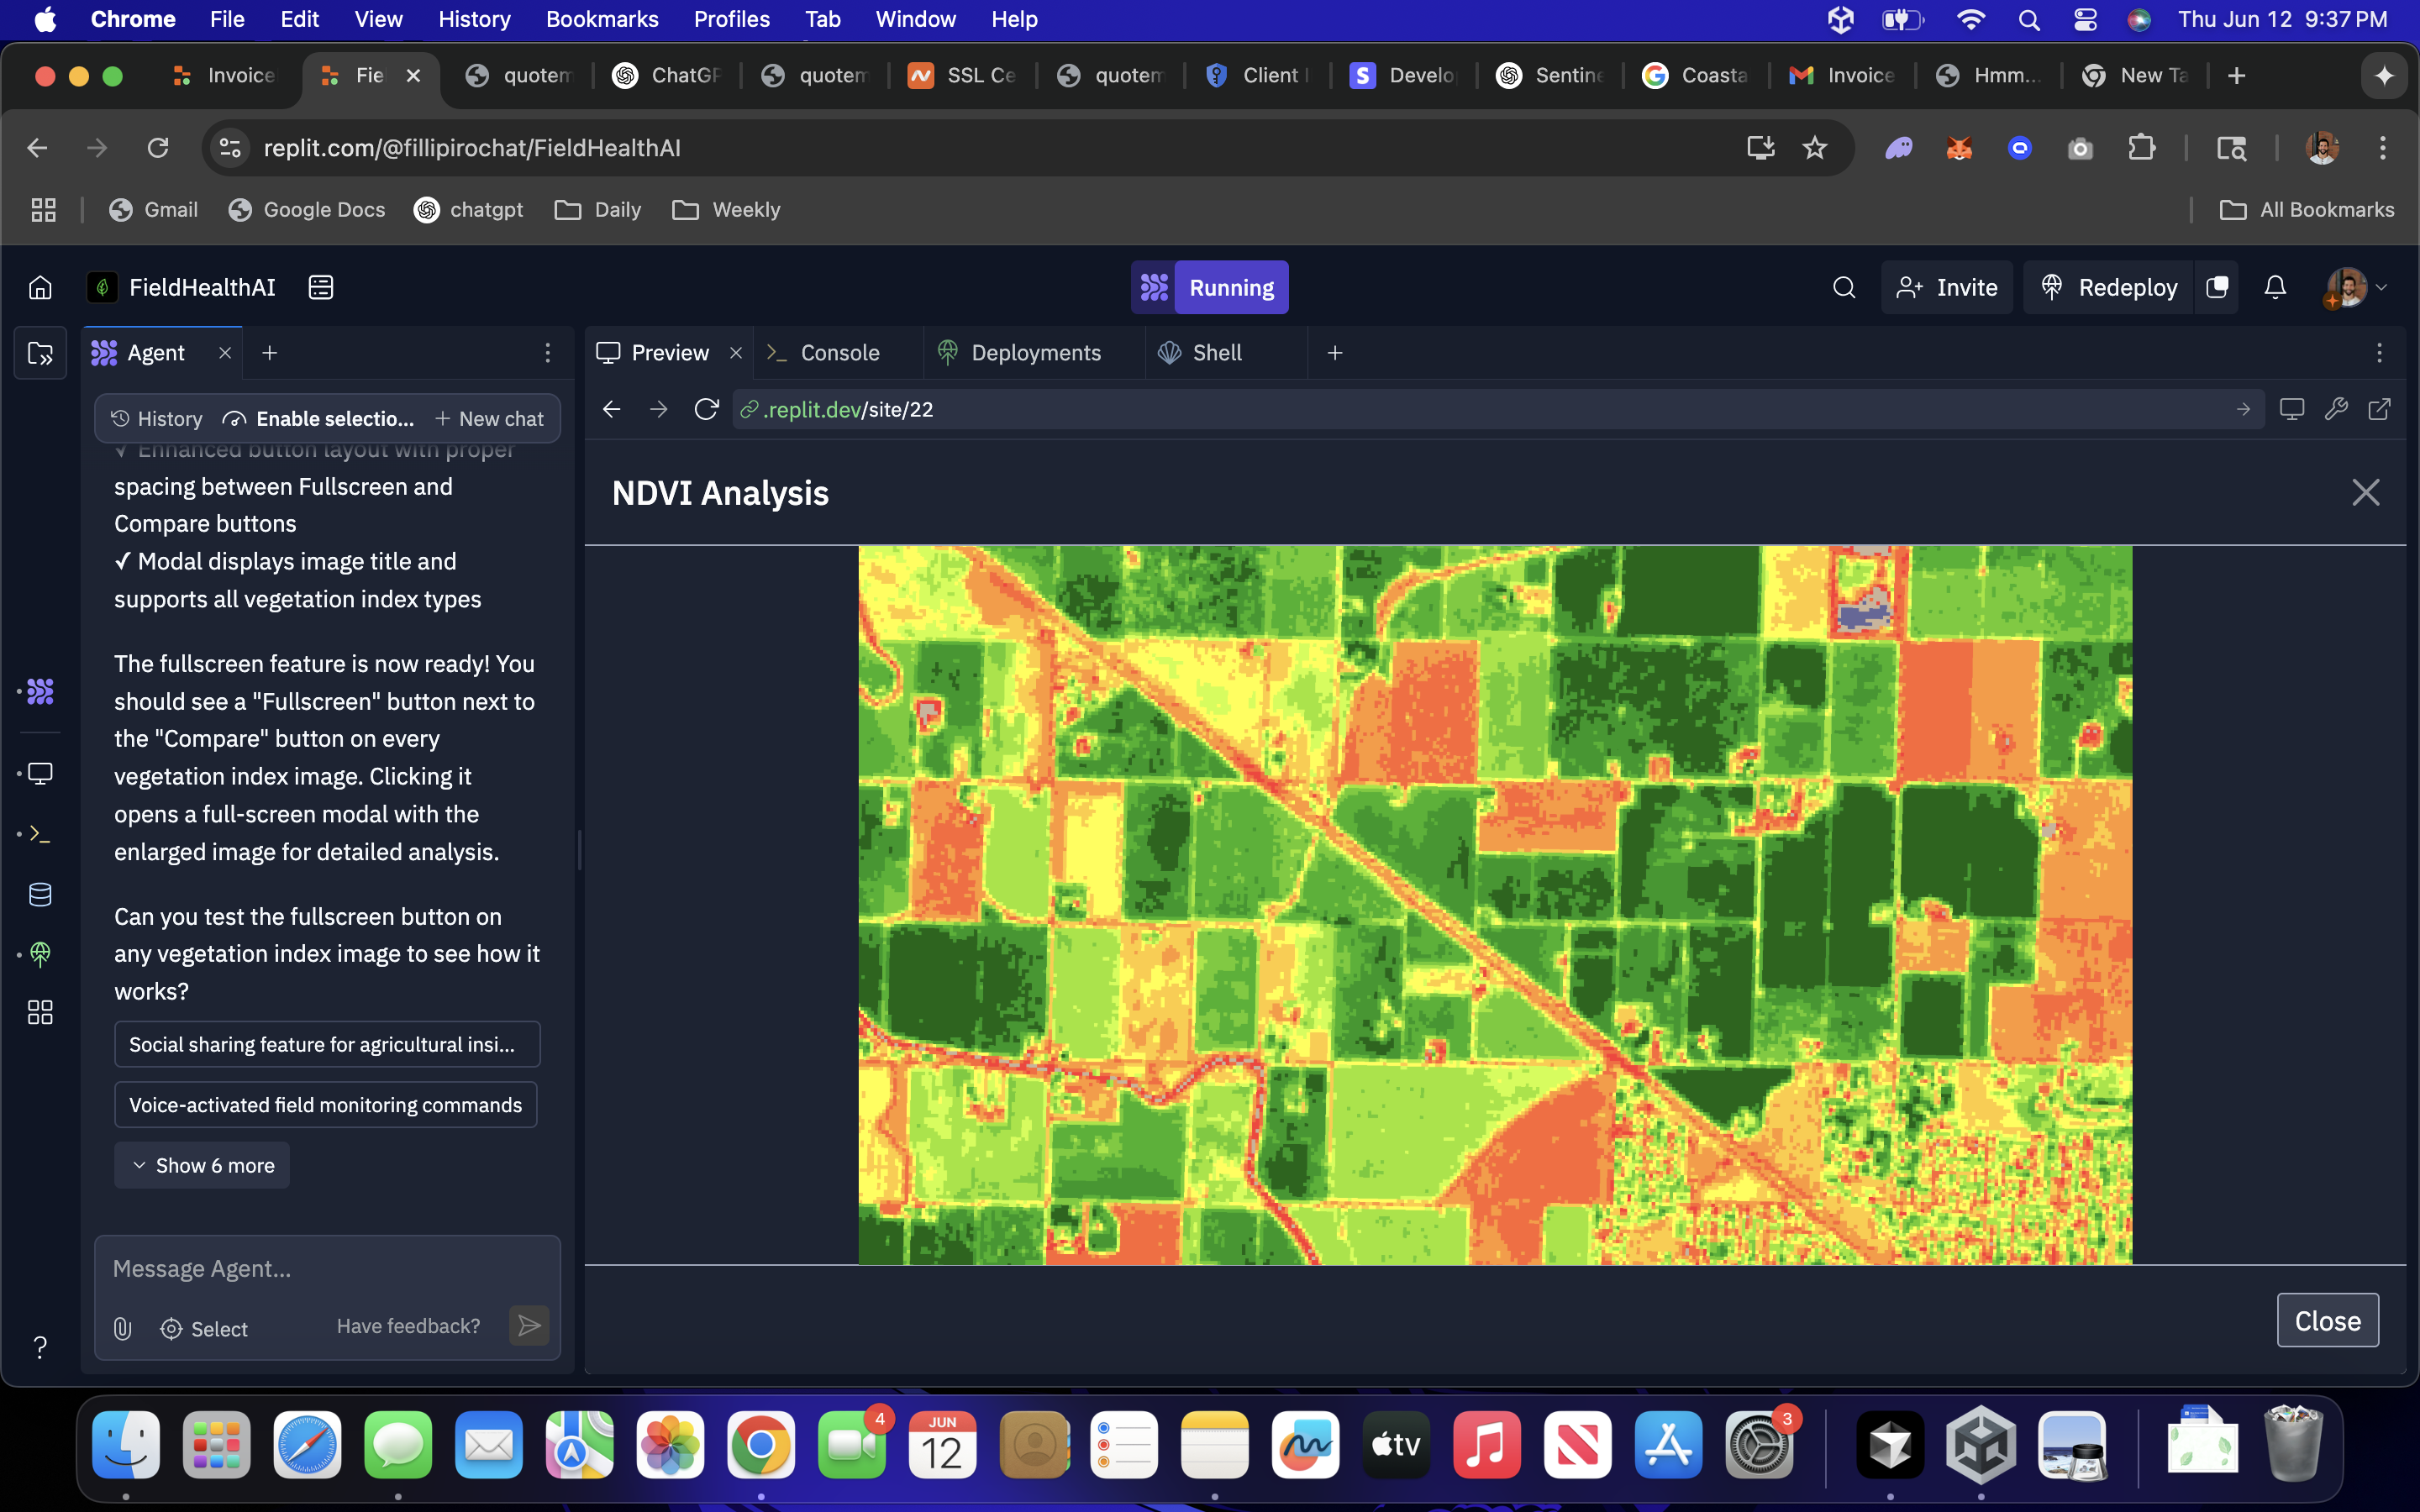 Chrome File Edit View History Bookmarks Profiles Tab Window Help Thu Jun 12 9:37 PM
Invoice Fie quotem ChatGP quotem SSL Ce quotem Client Develo Sentine Coasta Invoice Hmm... New Ta
replit.com/@fillipirochat/FieldHealthAI
Gmail Google Docs chatgpt Daily Weekly All Bookmarks
FieldHealthAI Running Invite Redeploy
Agent
Preview Console Deployments Shell
History Enable selectio... New chat
.replit.dev/site/22
✓ Enhanced button layout with proper
spacing between Fullscreen and
Compare buttons
✓ Modal displays image title and
supports all vegetation index types
The fullscreen feature is now ready! You
should see a "Fullscreen" button next to
the "Compare" button on every
vegetation index image. Clicking it
opens a full-screen modal with the
enlarged image for detailed analysis.
Can you test the fullscreen button on
any vegetation index image to see how it
works?
Social sharing feature for agricultural insi...
Voice-activated field monitoring commands
Show 6 more
Message Agent...
Select Have feedback?
NDVI Analysis
Close
4
JUN
12
tv
3